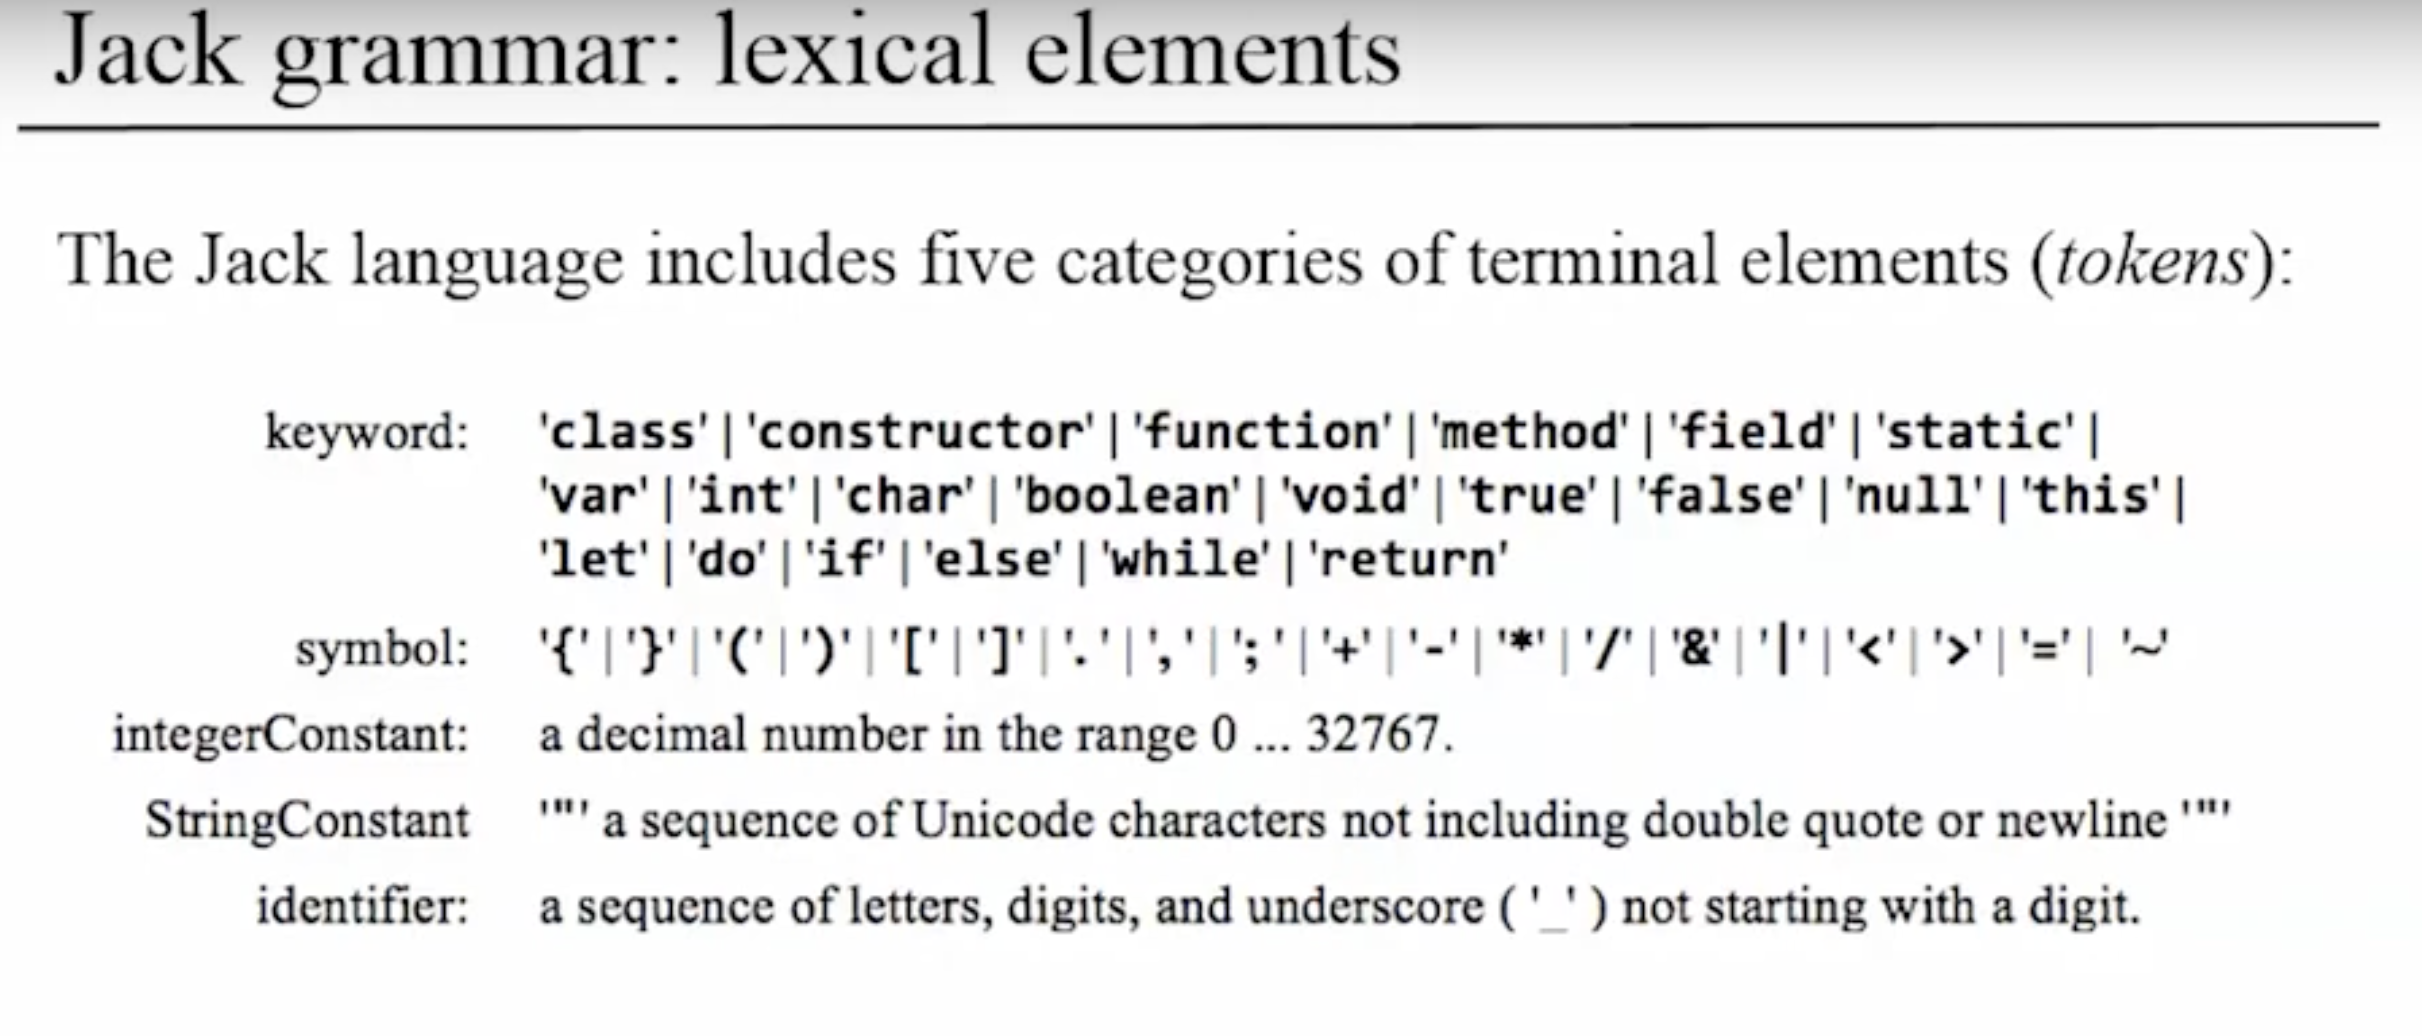 Jack grammar: lexical elements
The Jack language includes five categories of terminal elements (tokens):
keyword: 'class'|'constructor'|'function'|'method'|'field'|'static'|
'var'|'int'|'char'|'boolean'|'void'|'true'|'false'|'null'|'this'|
'let'|'do'|'if'|'else'|'while'|'return'
symbol: '{'|'}'|'('|')'|'['|']'|'.'|','|';'|'+'|'-'|'*'|'/'|'&'|'|'|'<'|'>'|'='| '~'
integerConstant: a decimal number in the range 0 ... 32767.
StringConstant '"' a sequence of Unicode characters not including double quote or newline '"'
identifier: a sequence of letters, digits, and underscore ( '_' ) not starting with a digit.